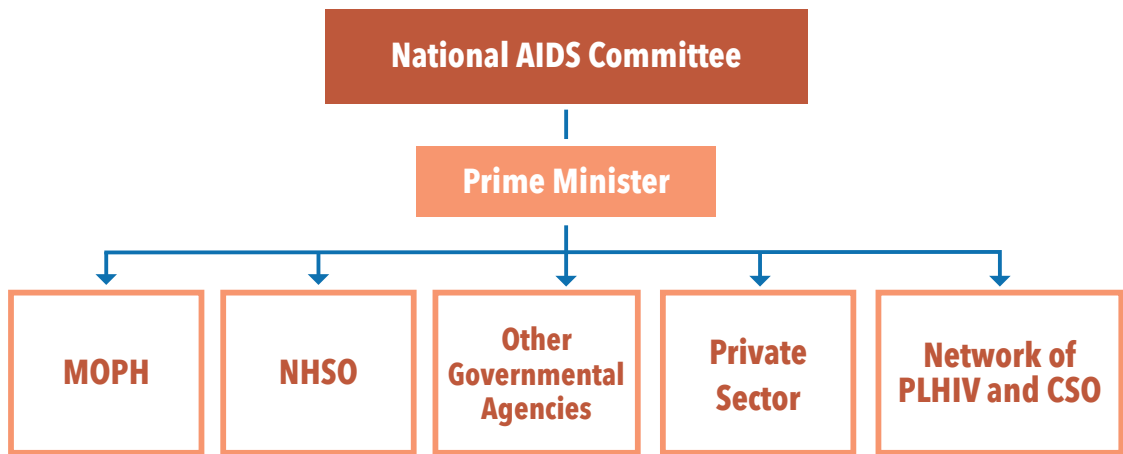 National AIDS Committee
Prime Minister
MOPH
NHSO
Other
Governmental
Agencies
Private
Sector
Network of
PLHIV and CSO